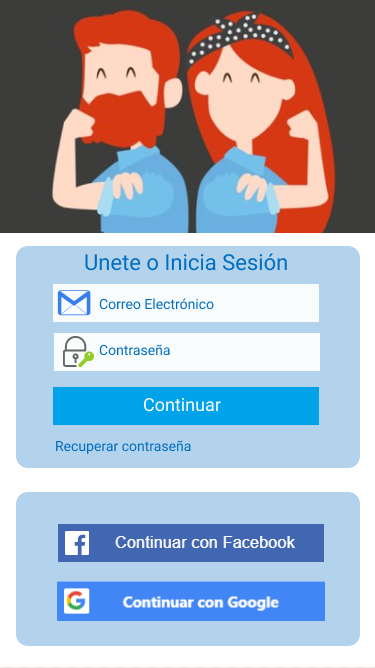 Unete o Inicia Sesión
Correo Electrónico
Contraseña
Continuar
Recuperar contraseña
Continuar con Facebook
Continuar con Google